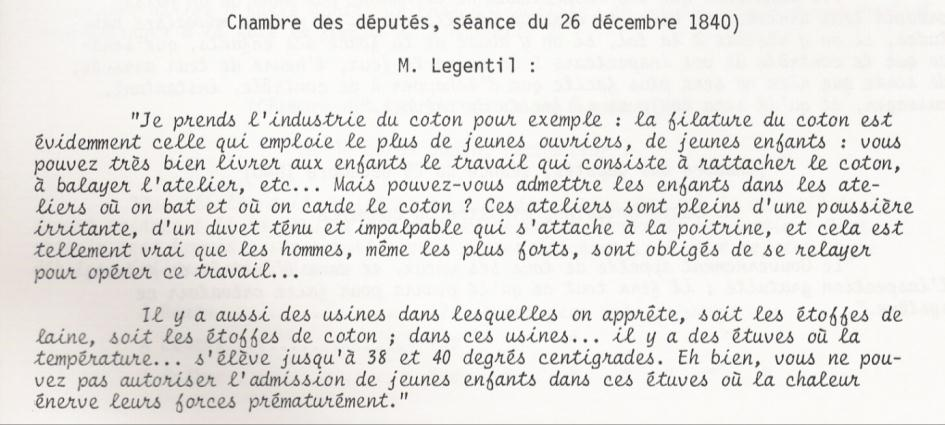 Chambre des députés, séance du 26 décembre 1840)
M. Legentil :
"Je prends l'industrie du coton pour exemple : la filature du coton est
évidemment celle qui emploie le plus de jeunes ouvriers, de jeunes enfants : vous
pouvez très bien livrer aux enfants le travail qui consiste à rattacher le coton,
à balayer l'atelier, etc... Mais pouvez-vous admettre les enfants dans les ate-
liers où on bat et où on carde le coton ? Ces ateliers sont pleins d'une poussière
irritante, d'un duvet ténu et impalpable qui s'attache à la poitrine, et cela est
tellement vrai que les hommes, même les plus forts, sont obligés de se relayer
pour opérer ce travail...
Il y a aussi des usines dans lesquelles on apprête, soit les étoffes de
laine, soit les étoffes de coton ; dans ces usines... il y a des étuves où la
température... s'élève jusqu'à 38 et 40 degrés centigrades. Eh bien, vous ne pou-
vez pas autoriser l'admission de jeunes enfants dans ces étuves où la chaleur
énerve leurs forces prématurément."